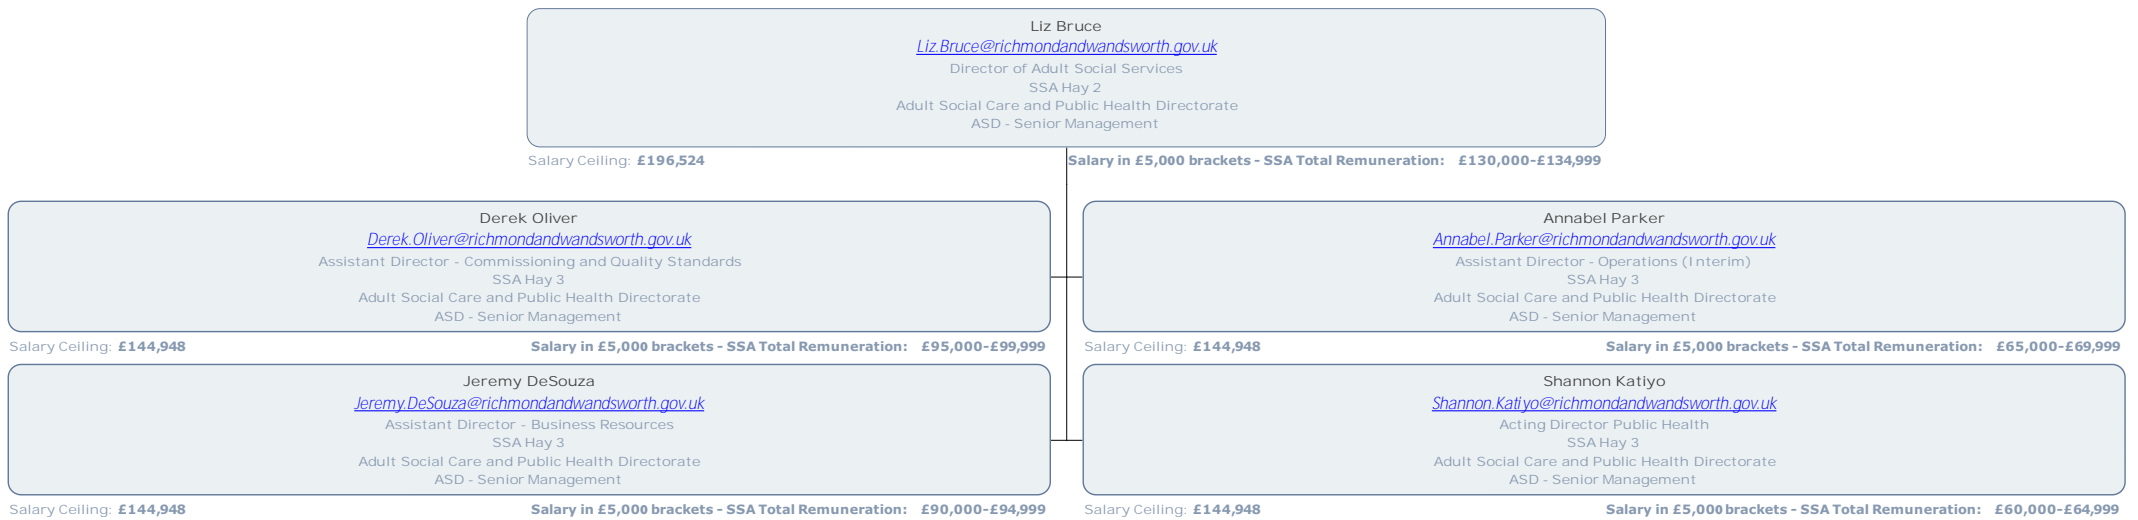 Liz Bruce
Liz.Bruce@richmondandwandsworth.gov.uk
Director of Adult Social Services
SSA Hay 2
Adult Social Care and Public Health Directorate
ASD - Senior Management
Salary Ceiling: £196,524 Salary in £5,000 brackets - SSA Total Remuneration: £130,000-£134,999
Derek Oliver
Derek.Oliver@richmondandwandsworth.gov.uk
Assistant Director - Commissioning and Quality Standards
SSA Hay 3
Adult Social Care and Public Health Directorate
ASD - Senior Management
Salary Ceiling: £144,948 Salary in £5,000 brackets - SSA Total Remuneration: £95,000-£99,999
Annabel Parker
Annabel.Parker@richmondandwandsworth.gov.uk
Assistant Director - Operations (Interim)
SSA Hay 3
Adult Social Care and Public Health Directorate
ASD - Senior Management
Salary Ceiling: £144,948 Salary in £5,000 brackets - SSA Total Remuneration: £65,000-£69,999
Jeremy DeSouza
Jeremy.DeSouza@richmondandwandsworth.gov.uk
Assistant Director - Business Resources
SSA Hay 3
Adult Social Care and Public Health Directorate
ASD - Senior Management
Salary Ceiling: £144,948 Salary in £5,000 brackets - SSA Total Remuneration: £90,000-£94,999
Shannon Katiyo
Shannon.Katiyo@richmondandwandsworth.gov.uk
Acting Director Public Health
SSA Hay 3
Adult Social Care and Public Health Directorate
ASD - Senior Management
Salary Ceiling: £144,948 Salary in £5,000 brackets - SSA Total Remuneration: £60,000-£64,999